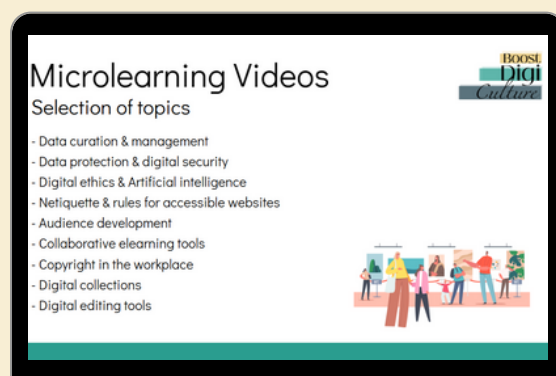 Microlearning Videos
Selection of topics
Boost
Digi
Culture
- Data curation & management
- Data protection & digital security
- Digital ethics & Artificial intelligence
- Netiquette & rules for accessible websites
- Audience development
- Collaborative elearning tools
- Copyright in the workplace
- Digital collections
- Digital editing tools